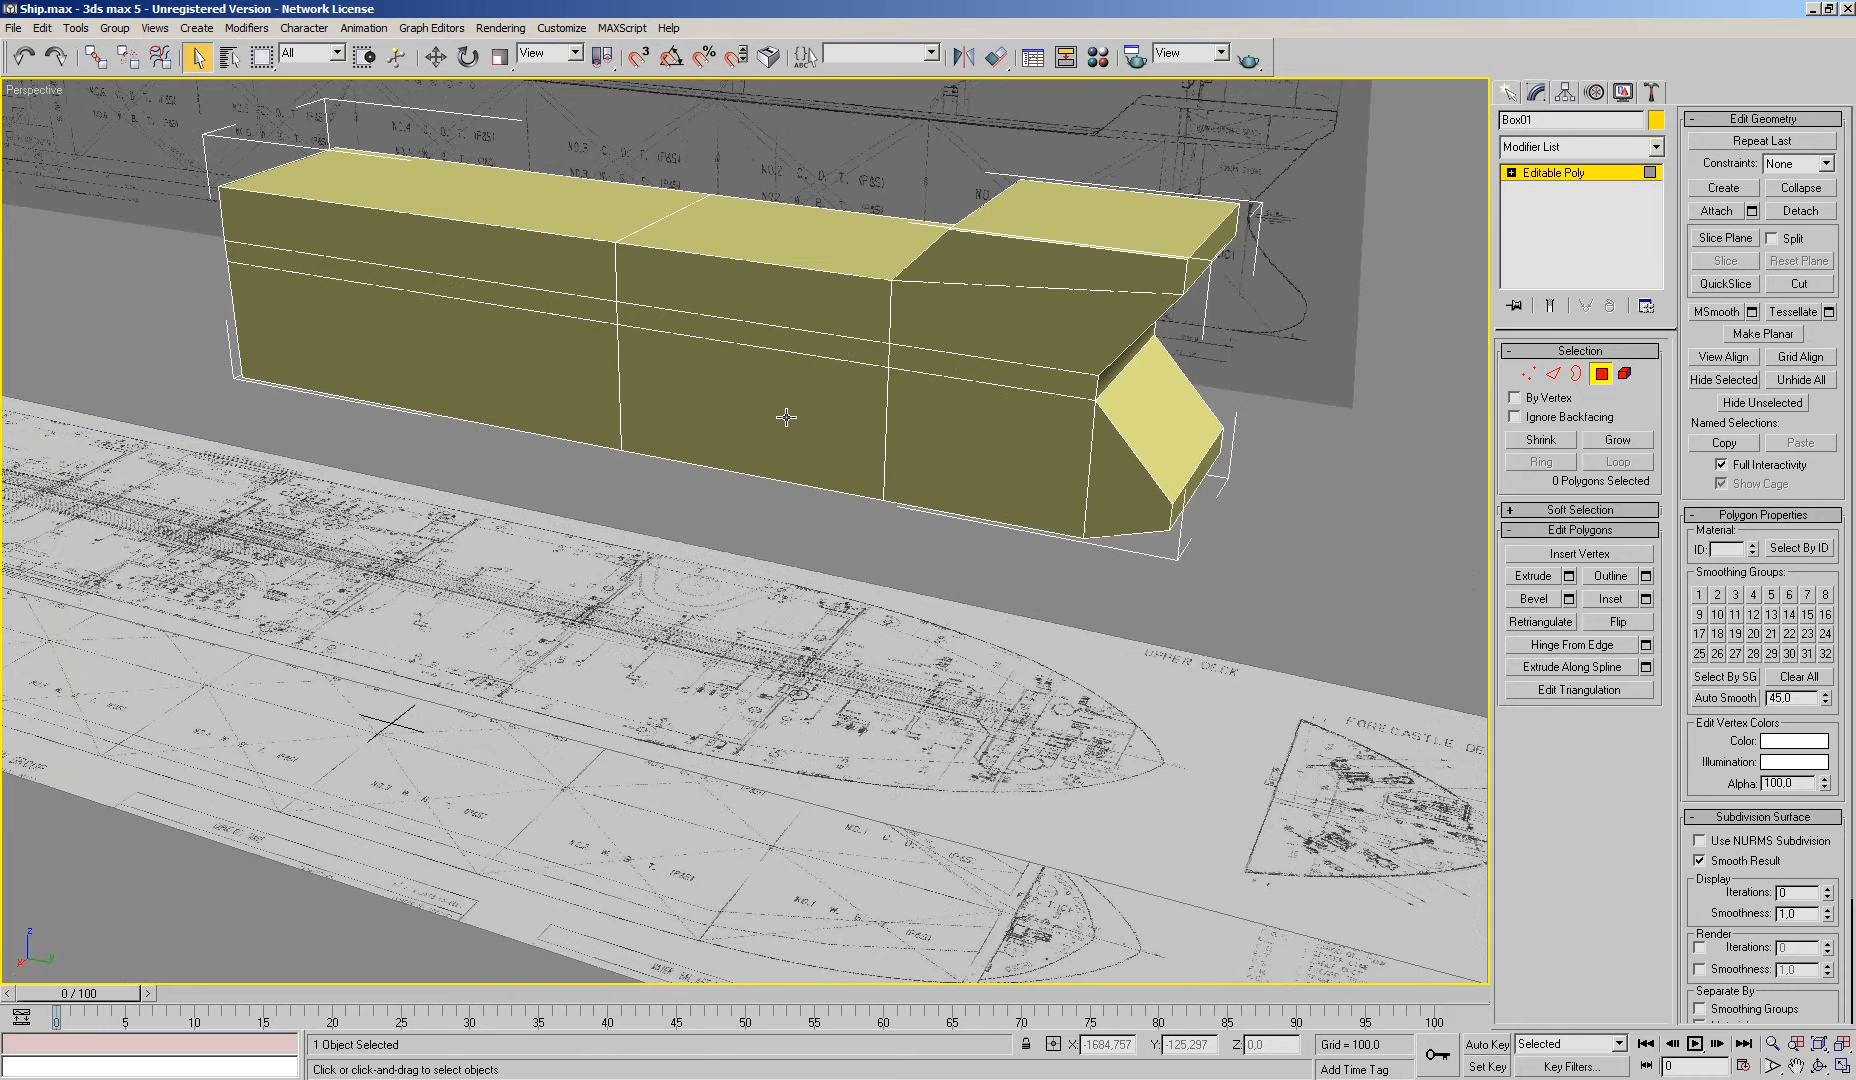 Ship.max - 3ds max 5 - Unregistered Version - Network License
File Edit Tools Group Views Create Modifiers Character Animation Graph Editors Rendering Customize MAXScript Help
All View 3 % ABC View
Perspective
Box01
Modifier List
Editable Poly
Selection
By Vertex
Ignore Backfacing
Shrink Grow
Ring Loop
0 Polygons Selected
Soft Selection
Edit Polygons
Insert Vertex
Extrude Outline
Bevel Inset
Retriangulate Flip
Hinge From Edge
Extrude Along Spline
Edit Triangulation
Edit Geometry
Repeat Last
Constraints: None
Create Collapse
Attach Detach
Slice Plane Split
Slice Reset Plane
QuickSlice Cut
MSmooth Tessellate
Make Planar
View Align Grid Align
Hide Selected Unhide All
Hide Unselected
Named Selections:
Copy Paste
Full Interactivity
Show Cage
Polygon Properties
Material:
ID: Select By ID
Smoothing Groups:
1 2 3 4 5 6 7 8
9 10 11 12 13 14 15 16
17 18 19 20 21 22 23 24
25 26 27 28 29 30 31 32
Select By SG Clear All
Auto Smooth 45,0
Edit Vertex Colors
Color:
Illumination:
Alpha: 100,0
Subdivision Surface
Use NURMS Subdivision
Smooth Result
Display
Iterations: 0
Smoothness: 1,0
Render
Iterations: 0
Smoothness: 1,0
Separate By
Smoothing Groups
UPPER DECK
FORECASTLE DE
z
x
y
0 / 100
0 5 10 15 20 25 30 35 40 45 50 55 60 65 70 75 80 85 90 95 100
1 Object Selected
X: -1684,757 Y: -125,297 Z: 0,0
Grid = 100,0
Auto Key Selected
Click or click-and-drag to select objects
Add Time Tag
Set Key Key Filters...
0